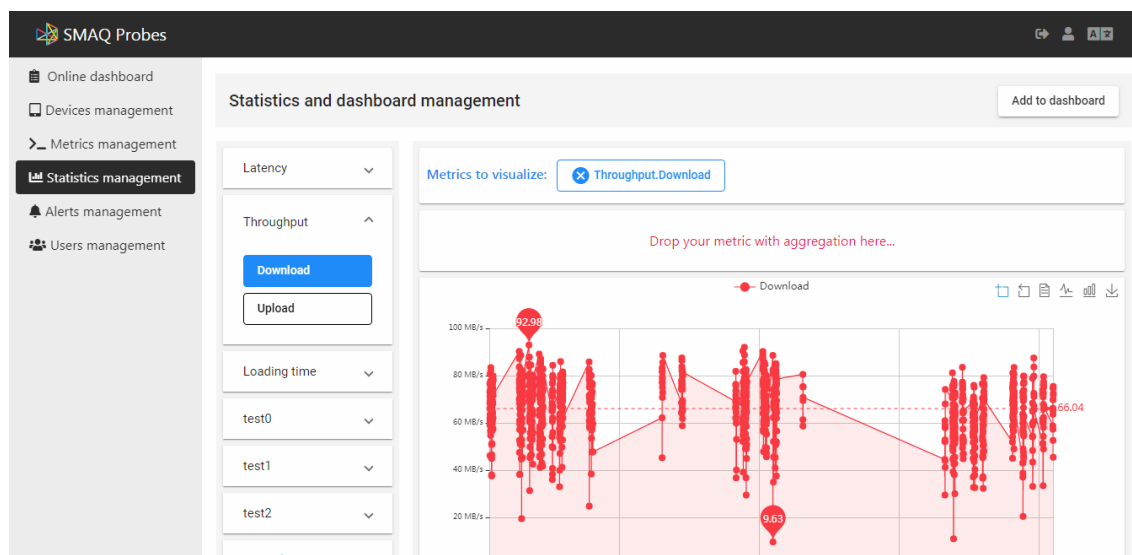 SMAQ Probes
Online dashboard
Devices management
Metrics management
Statistics management
Alerts management
Users management
Statistics and dashboard management
Add to dashboard
Latency
Throughput
Download
Upload
Loading time
test0
test1
test2
Metrics to visualize:
Throughput.Download
Drop your metric with aggregation here...
Download
100 MB/s
80 MB/s
60 MB/s
40 MB/s
20 MB/s
92.98
66.04
9.63